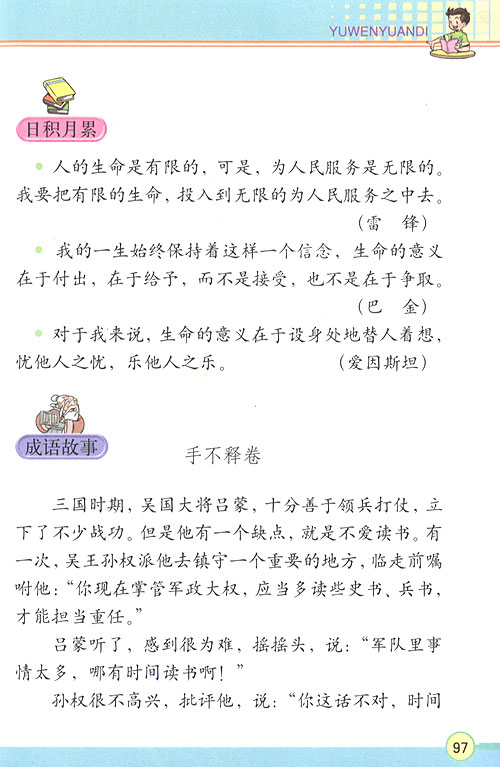 YUWENYUANDI
日积月累
人的生命是有限的，可是，为人民服务是无限的。
我要把有限的生命，投入到无限的为人民服务之中去。
（雷　锋）
我的一生始终保持着这样一个信念，生命的意义
在于付出，在于给予，而不是接受，也不是在于争取。
（巴　金）
对于我来说，生命的意义在于设身处地替人着想，
忧他人之忧，乐他人之乐。　　　　　（爱因斯坦）
成语故事
手不释卷
三国时期，吴国大将吕蒙，十分善于领兵打仗，立
下了不少战功。但是他有一个缺点，就是不爱读书。有
一次，吴王孙权派他去镇守一个重要的地方，临走前嘱
咐他：“你现在掌管军政大权，应当多读些史书、兵书，
才能担当重任。”
吕蒙听了，感到很为难，摇摇头，说：“军队里事
情太多，哪有时间读书啊！”
孙权很不高兴，批评他，说：“你这话不对，时间
97